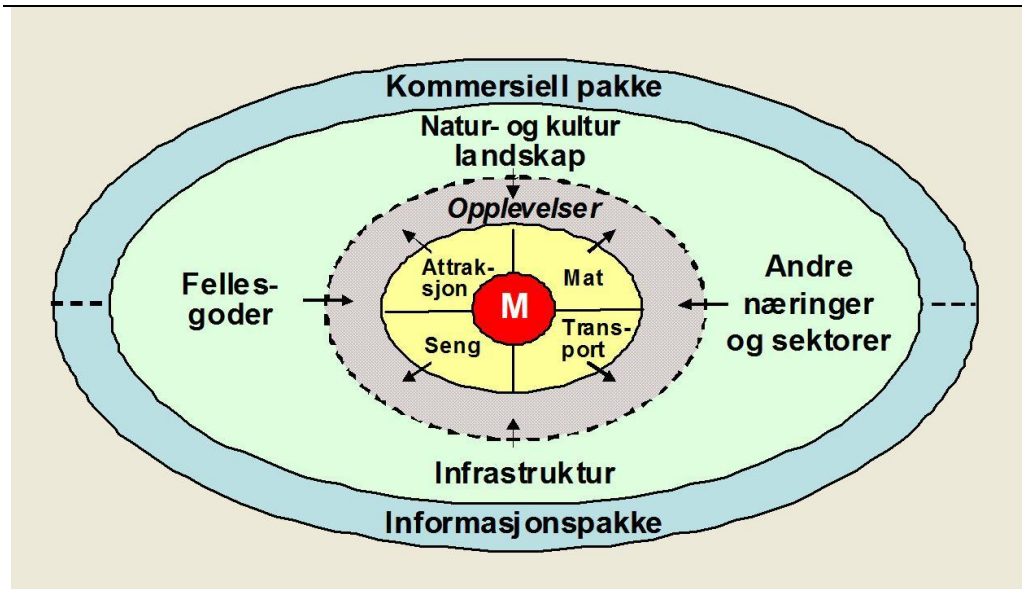 Kommersiell pakke
Natur- og kultur
landskap
Opplevelser
Attrak-
sjon
Mat
M
Seng
Trans-
port
Felles-
goder
Andre
næringer
og sektorer
Infrastruktur
Informasjonspakke